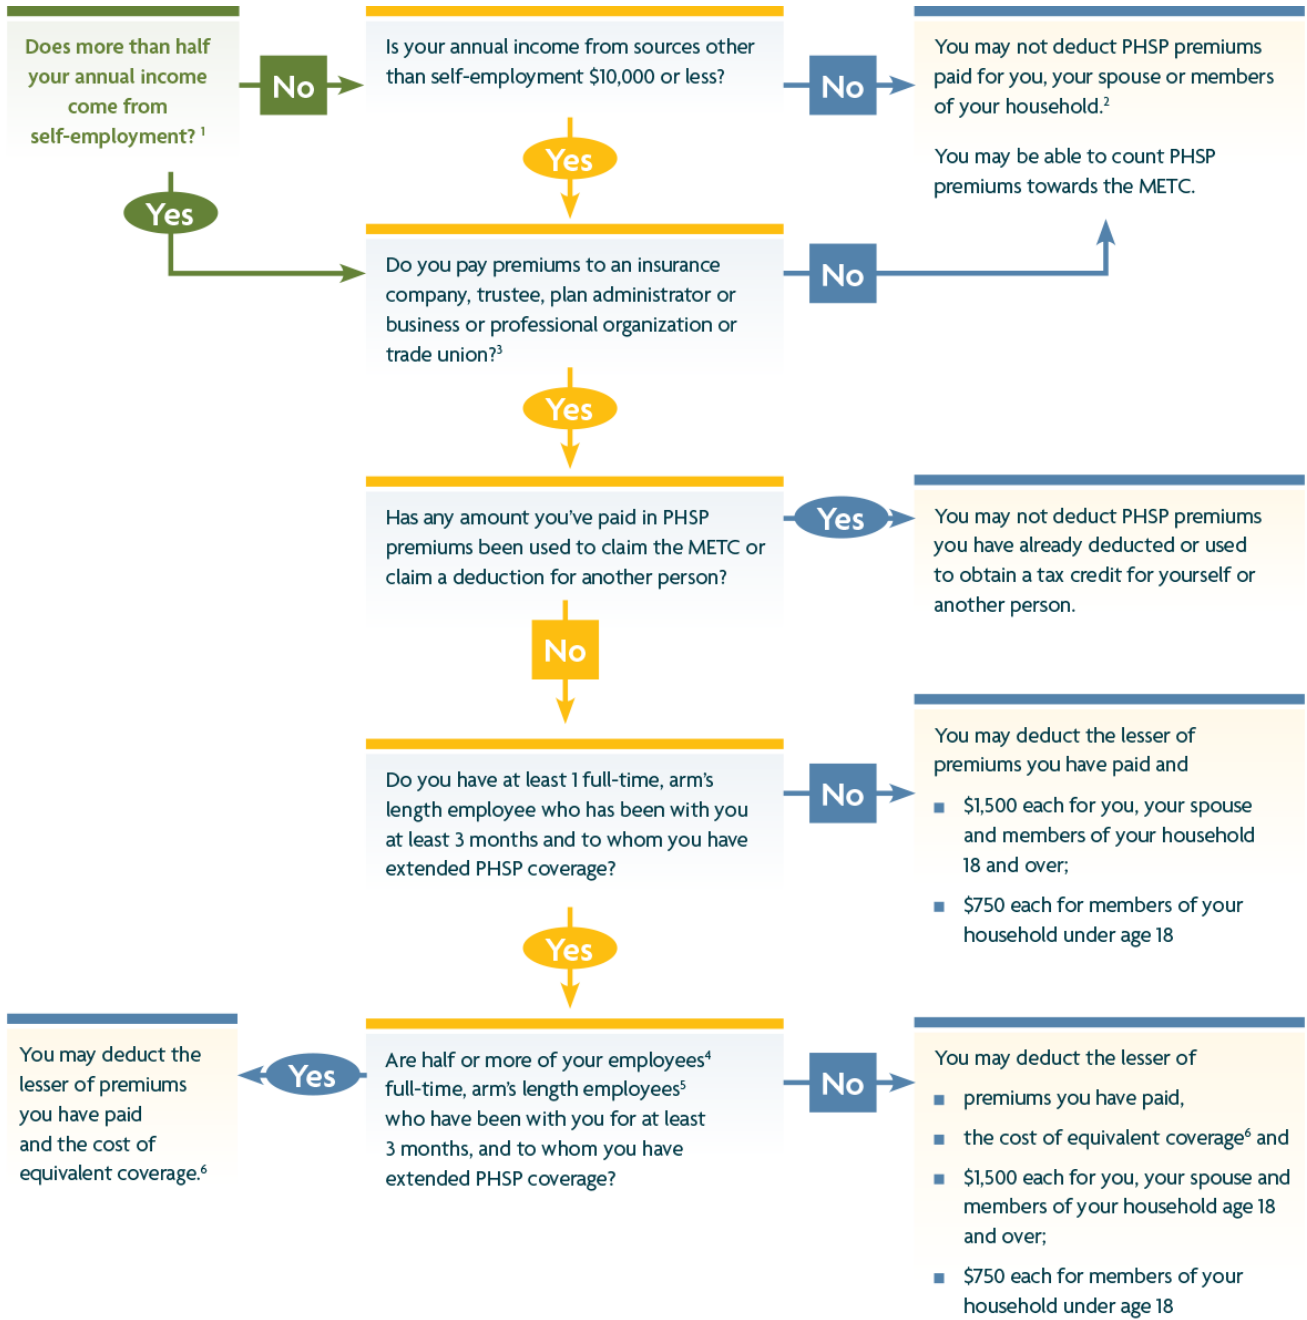 Does more than half
your annual income
come from
self-employment? 1
No
Yes
Is your annual income from sources other
than self-employment $10,000 or less?
No
Yes
You may not deduct PHSP premiums
paid for you, your spouse or members
of your household.2
You may be able to count PHSP
premiums towards the METC.
Do you pay premiums to an insurance
company, trustee, plan administrator or
business or professional organization or
trade union?3
No
Yes
Has any amount you’ve paid in PHSP
premiums been used to claim the METC or
claim a deduction for another person?
Yes
No
You may not deduct PHSP premiums
you have already deducted or used
to obtain a tax credit for yourself or
another person.
Do you have at least 1 full-time, arm’s
length employee who has been with you
at least 3 months and to whom you have
extended PHSP coverage?
No
Yes
You may deduct the lesser of
premiums you have paid and
■ $1,500 each for you, your spouse
and members of your household
18 and over;
■ $750 each for members of your
household under age 18
Are half or more of your employees4
full-time, arm’s length employees5
who have been with you for at least
3 months, and to whom you have
extended PHSP coverage?
Yes
No
You may deduct the
lesser of premiums
you have paid
and the cost of
equivalent coverage.6
You may deduct the lesser of
■ premiums you have paid,
■ the cost of equivalent coverage6 and
■ $1,500 each for you, your spouse and
members of your household age 18
and over;
■ $750 each for members of your
household under age 18